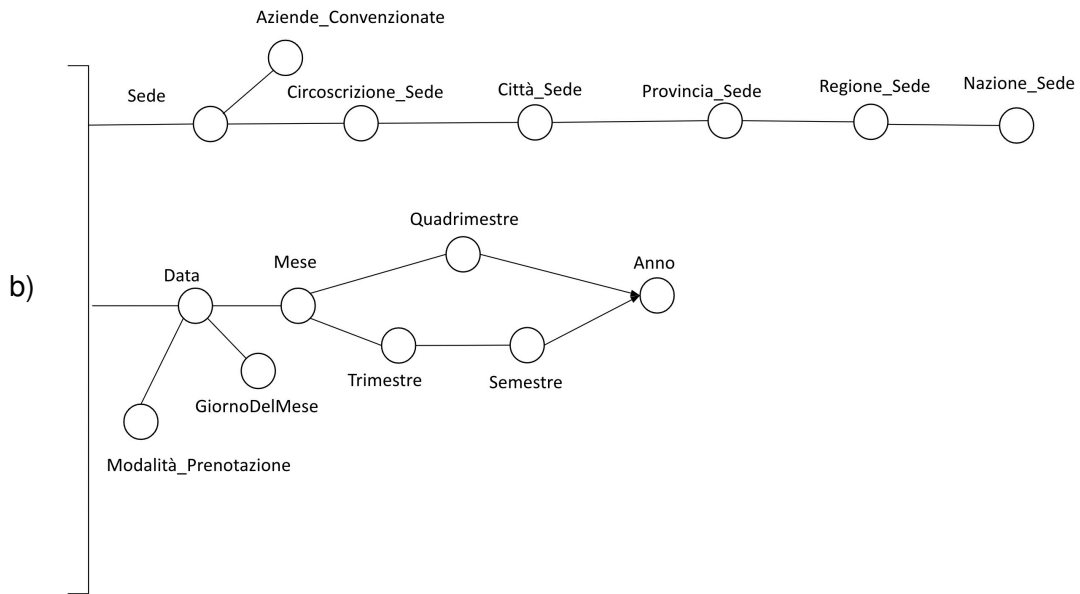 Aziende_Convenzionate
Sede
Circoscrizione_Sede
Città_Sede
Provincia_Sede
Regione_Sede
Nazione_Sede
Quadrimestre
Data
Mese
Anno
b)
Trimestre
Semestre
GiornoDelMese
Modalità_Prenotazione